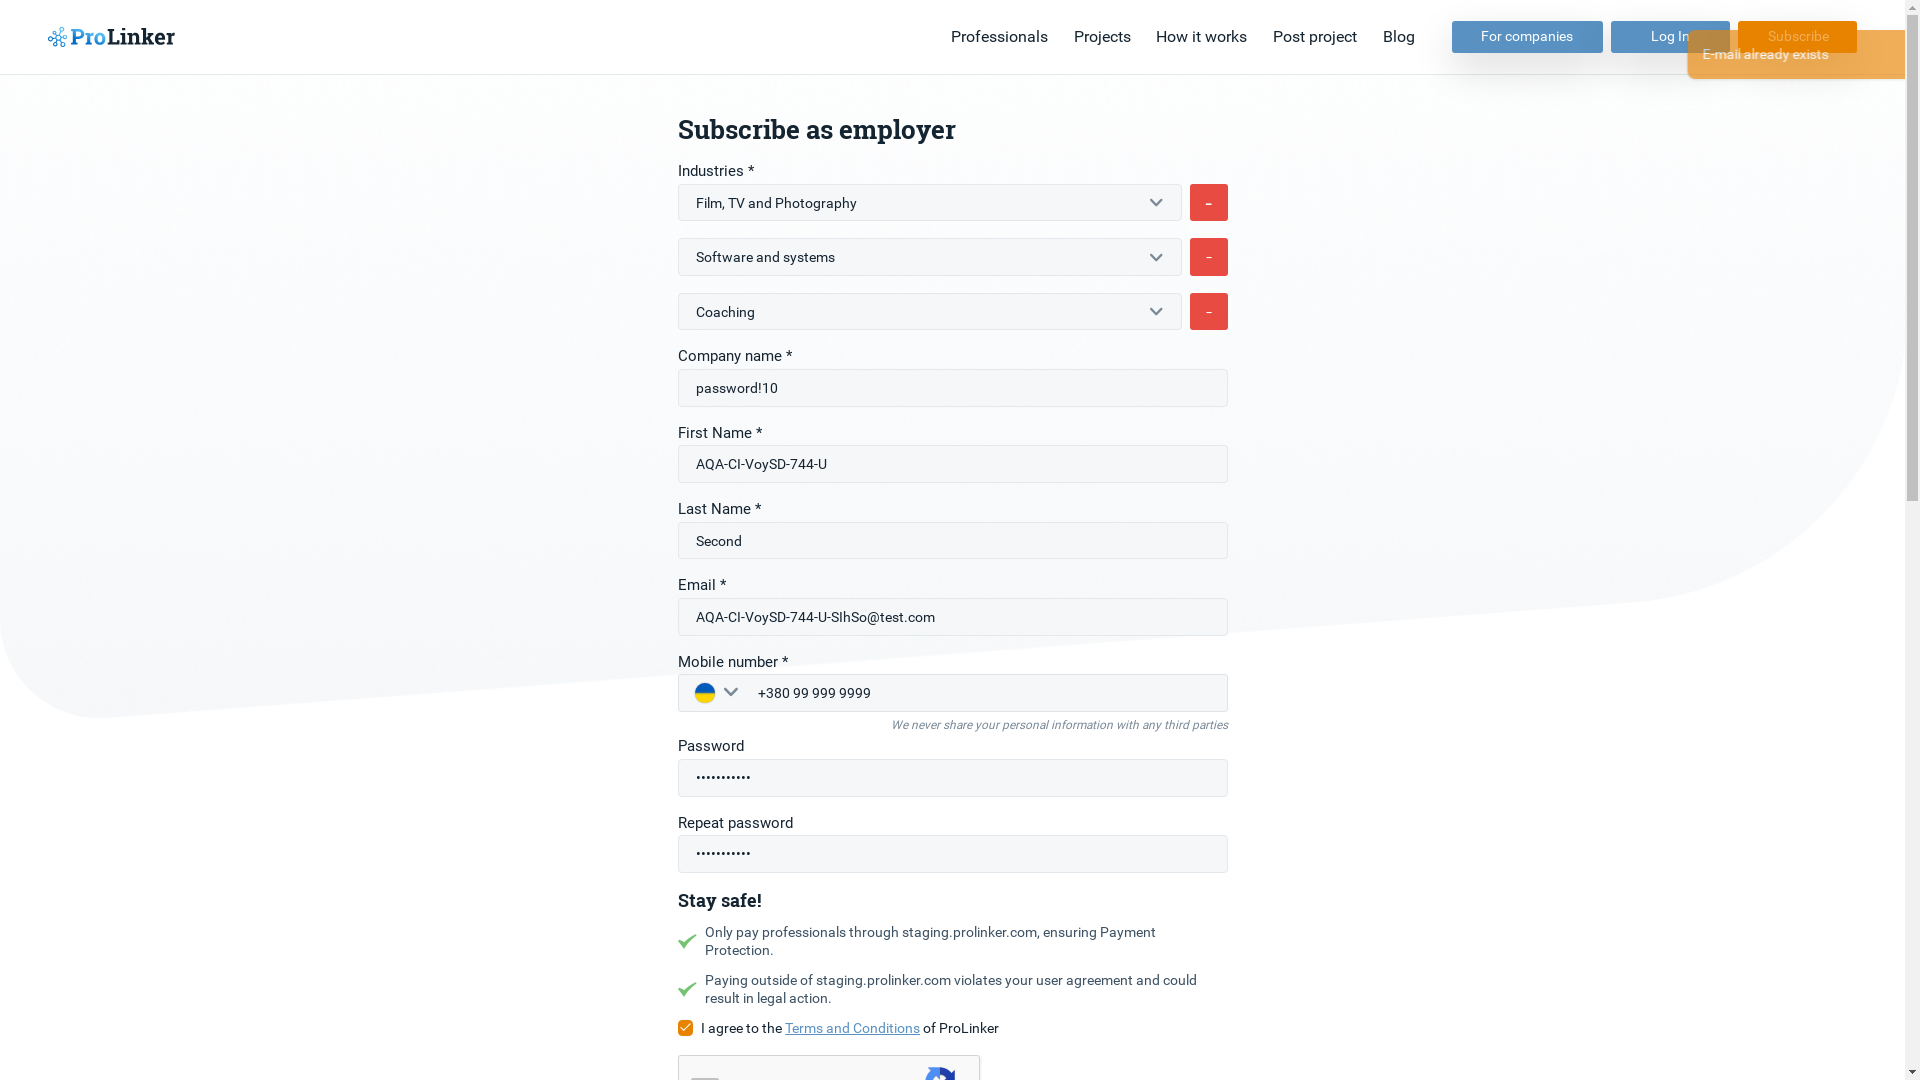 ProLinker
Professionals
Projects
How it works
Post project
Blog
For companies
Log In
Subscribe
E-mail already exists
Subscribe as employer
Industries *
Film, TV and Photography
-
Software and systems
-
Coaching
-
Company name *
password!10
First Name *
AQA-CI-VoySD-744-U
Last Name *
Second
Email *
AQA-CI-VoySD-744-U-SIhSo@test.com
Mobile number *
+380 99 999 9999
We never share your personal information with any third parties
Password
•••••••••••
Repeat password
•••••••••••
Stay safe!
Only pay professionals through staging.prolinker.com, ensuring Payment
Protection.
Paying outside of staging.prolinker.com violates your user agreement and could
result in legal action.
I agree to the Terms and Conditions of ProLinker